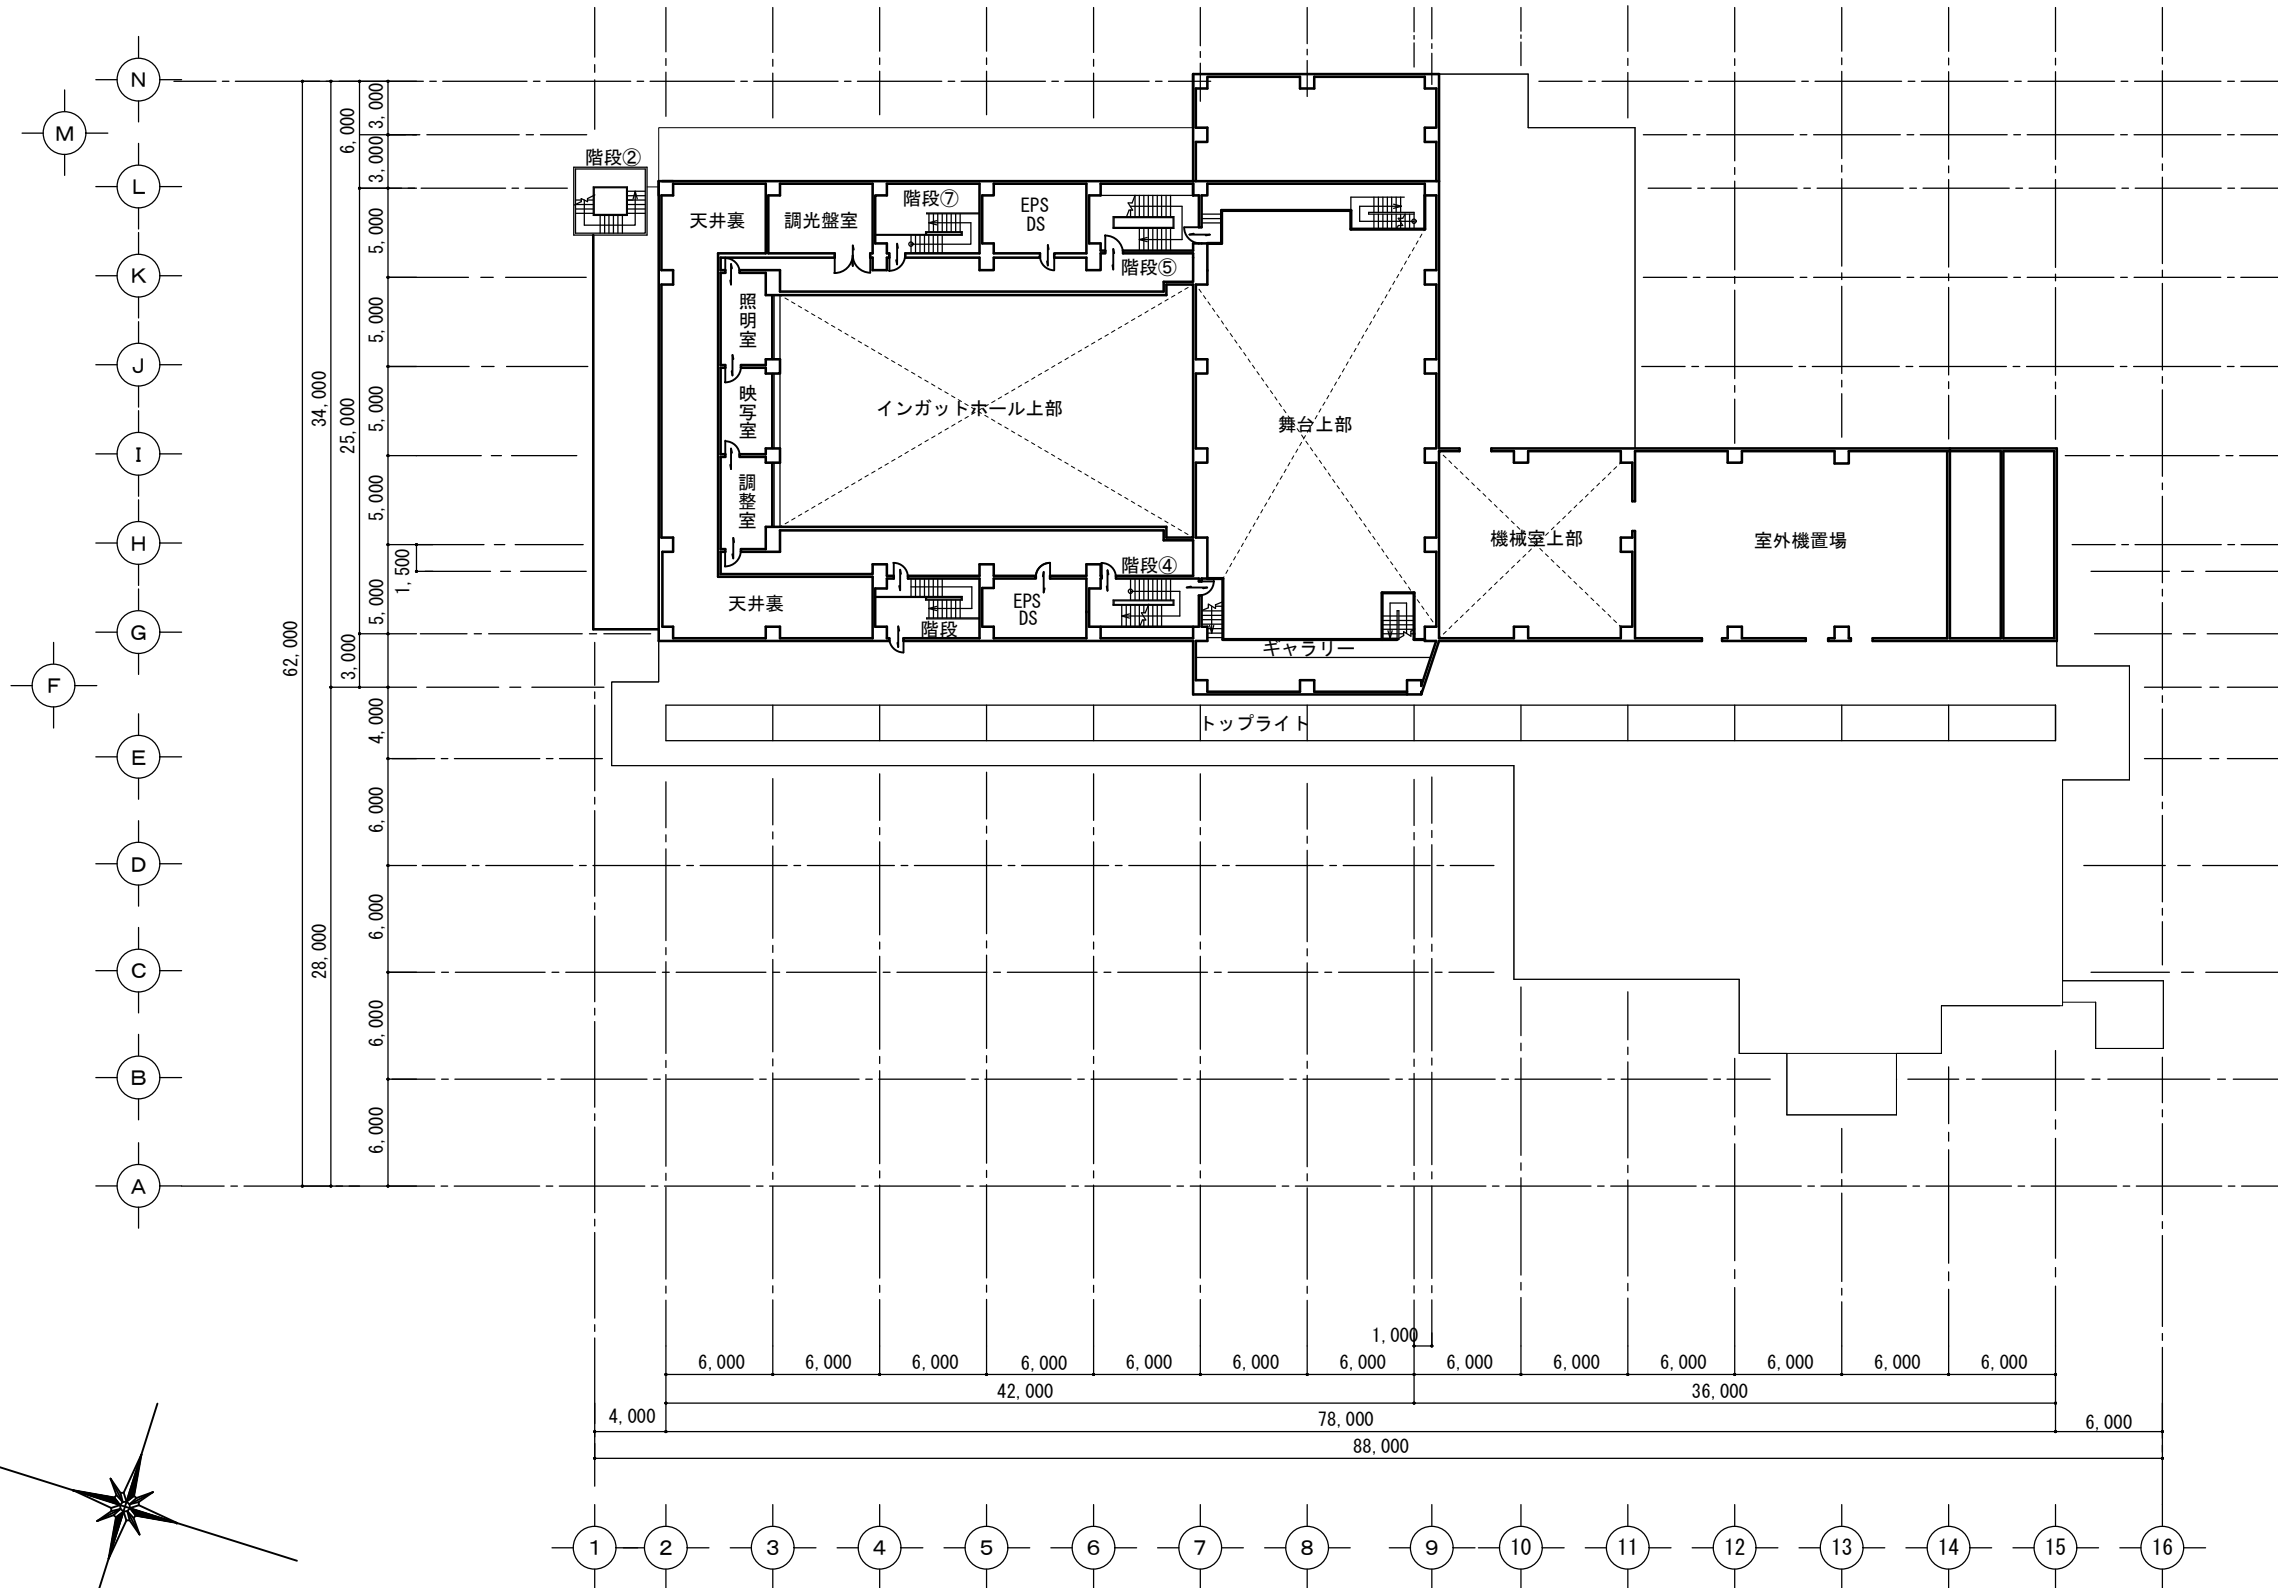 N
M
L
K
J
I
H
G
F
E
D
C
B
A
3,000
3,000
6,000
5,000
5,000
5,000
5,000
5,000
1,500
3,000
25,000
34,000
62,000
4,000
6,000
6,000
6,000
6,000
28,000
階段②
天井裏
調光盤室
階段⑦
EPS
DS
階段⑤
照明室
映写室
調整室
インガットホール上部
舞台上部
機械室上部
室外機置場
天井裏
階段
EPS
DS
階段④
ギャラリー
トップライト
1,000
6,000
6,000
6,000
6,000
6,000
6,000
6,000
6,000
6,000
6,000
6,000
6,000
6,000
42,000
36,000
4,000
78,000
6,000
88,000
1
2
3
4
5
6
7
8
9
10
11
12
13
14
15
16